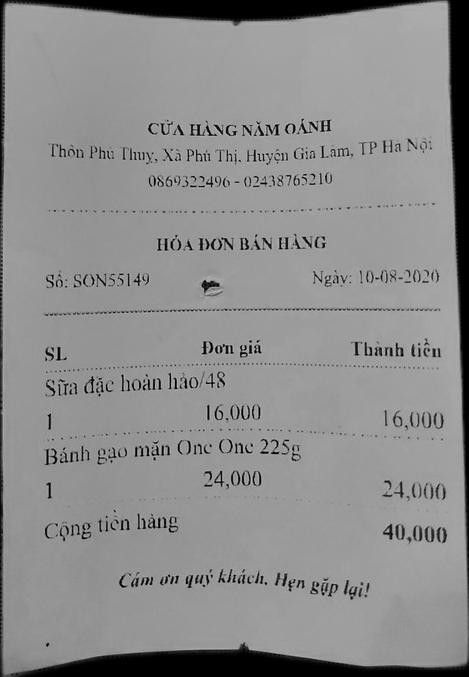 CỬA HÀNG NĂM OÁNH
Thôn Phú Thuỵ, Xã Phú Thị, Huyện Gia Lâm, TP Hà Nội
0869322496 - 02438765210
HÓA ĐƠN BÁN HÀNG
Số: SON55149 Ngày: 10-08-2020
SL Đơn giá Thành tiền
Sữa đặc hoàn hảo/48
1 16,000 16,000
Bánh gạo mặn One One 225g
1 24,000 24,000
Cộng tiền hàng 40,000
Cám ơn quý khách, Hẹn gặp lại!